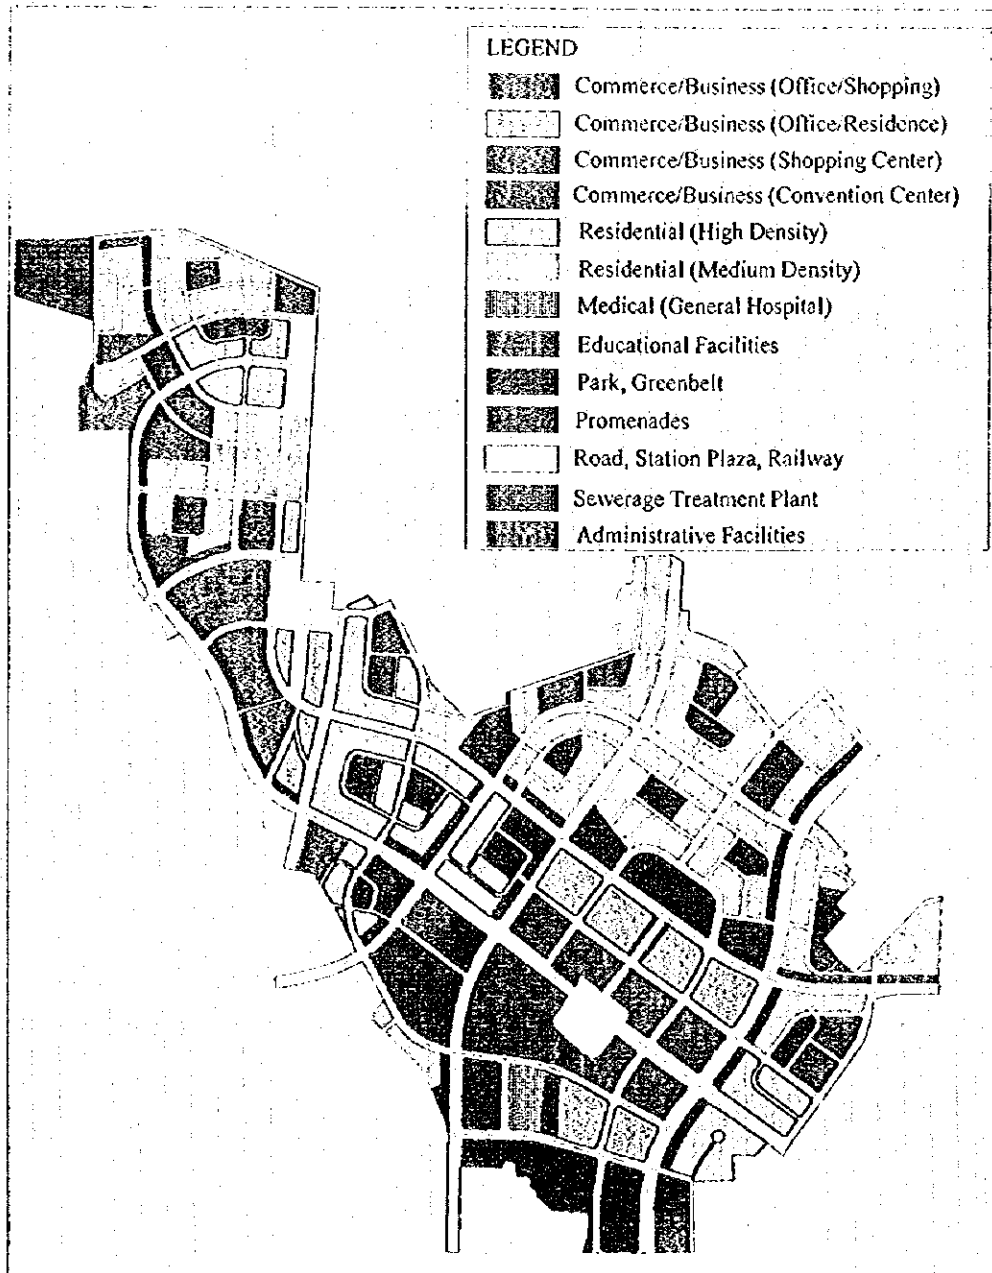 LEGEND
Commerce/Business (Office/Shopping)
Commerce/Business (Office/Residence)
Commerce/Business (Shopping Center)
Commerce/Business (Convention Center)
Residential (High Density)
Residential (Medium Density)
Medical (General Hospital)
Educational Facilities
Park, Greenbelt
Promenades
Road, Station Plaza, Railway
Sewerage Treatment Plant
Administrative Facilities